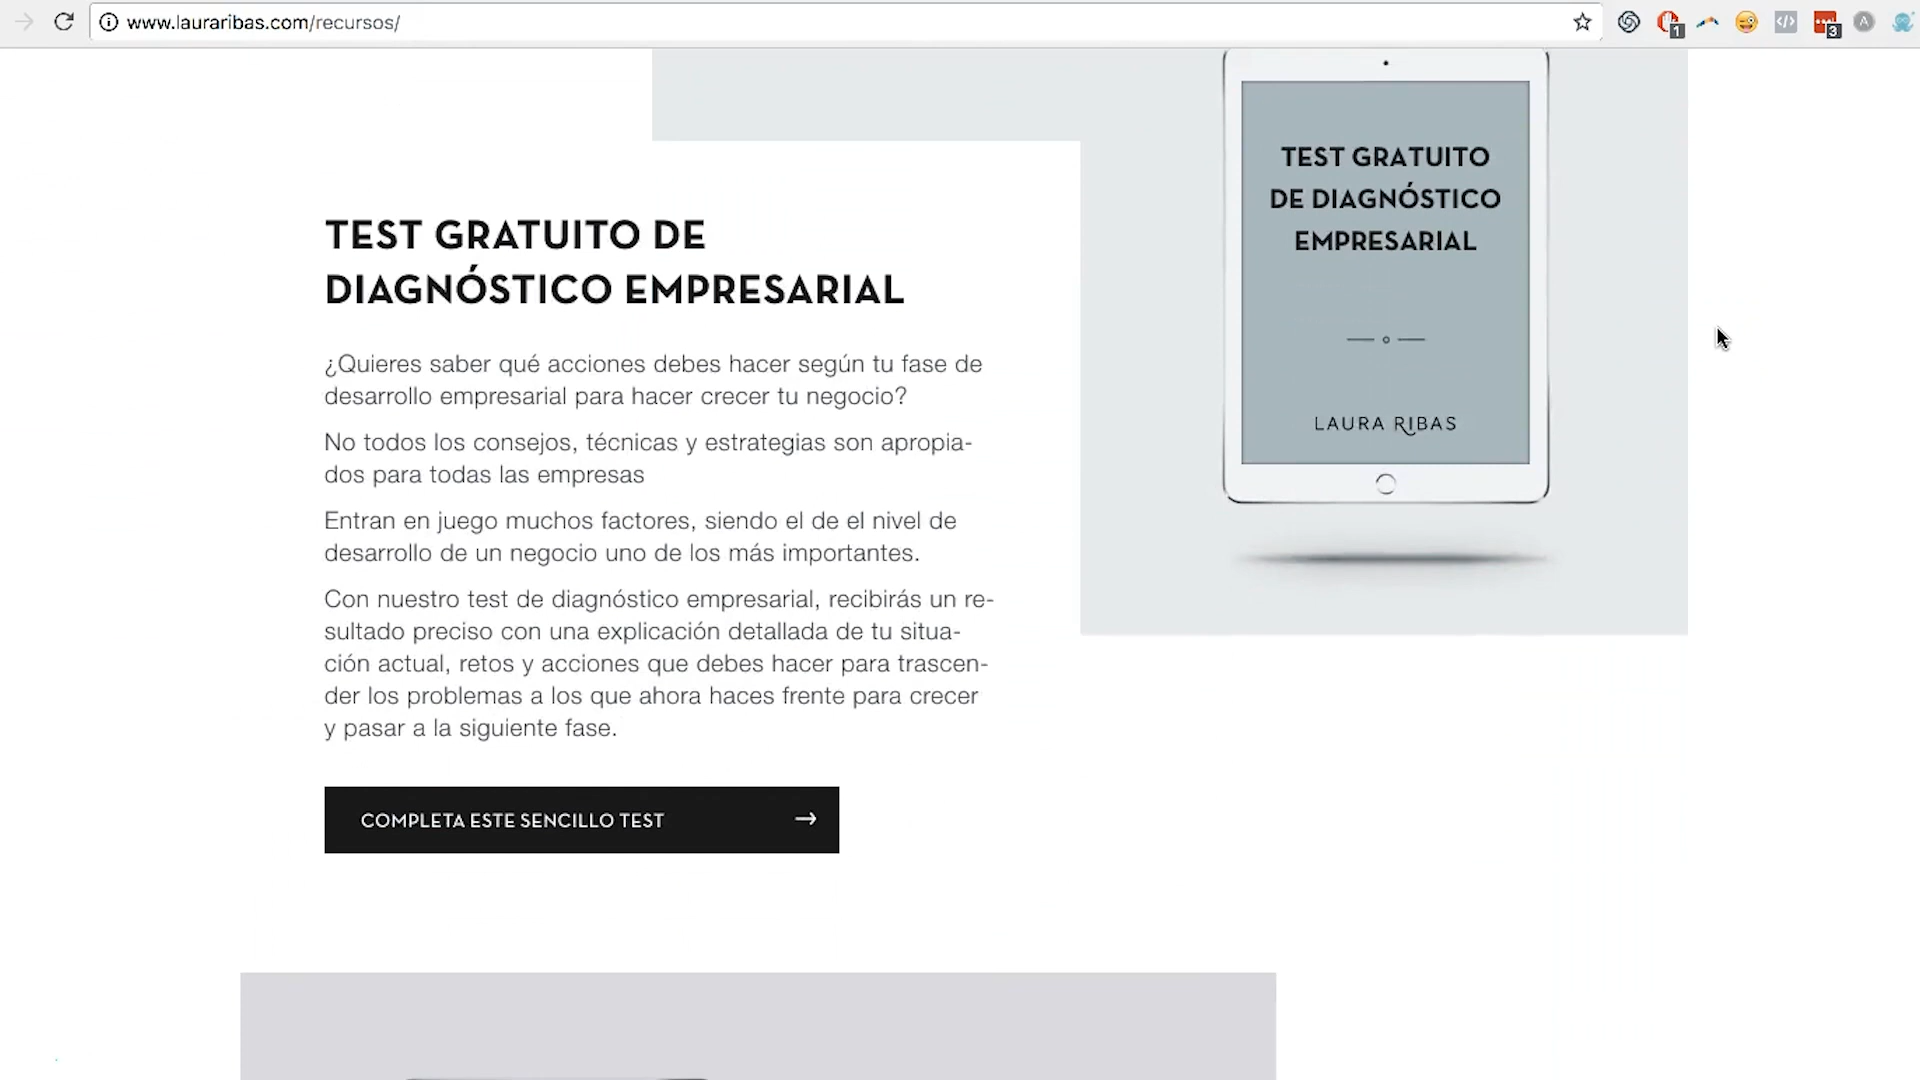 www.lauraribas.com/recursos/
1
3
A
TEST GRATUITO
DE DIAGNÓSTICO
EMPRESARIAL
LAURA RIBAS
TEST GRATUITO DE
DIAGNÓSTICO EMPRESARIAL
¿Quieres saber qué acciones debes hacer según tu fase de
desarrollo empresarial para hacer crecer tu negocio?
No todos los consejos, técnicas y estrategias son apropia-
dos para todas las empresas
Entran en juego muchos factores, siendo el de el nivel de
desarrollo de un negocio uno de los más importantes.
Con nuestro test de diagnóstico empresarial, recibirás un re-
sultado preciso con una explicación detallada de tu situa-
ción actual, retos y acciones que debes hacer para trascen-
der los problemas a los que ahora haces frente para crecer
y pasar a la siguiente fase.
COMPLETA ESTE SENCILLO TEST